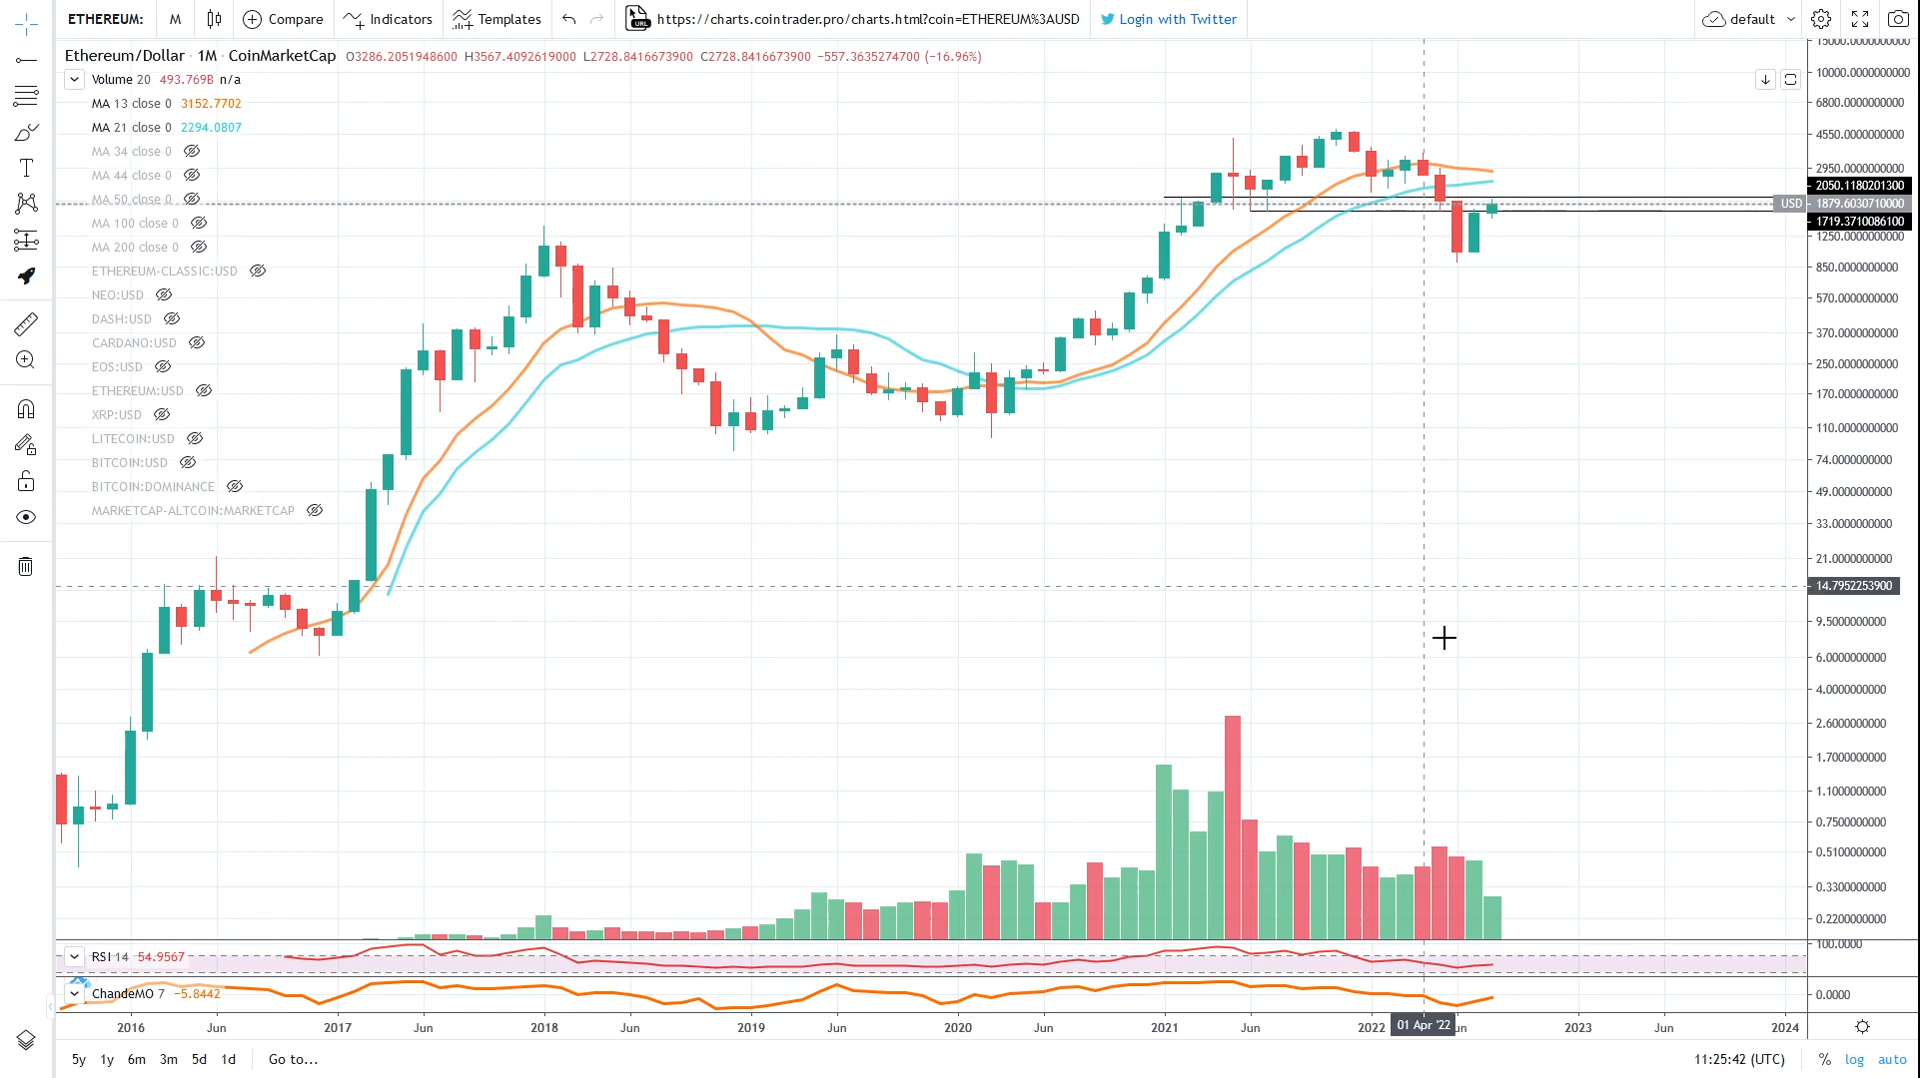 ETHEREUM: M Compare Indicators Templates URL https://charts.cointrader.pro/charts.html?coin=ETHEREUM%3AUSD Login with Twitter default
Ethereum/Dollar · 1M · CoinMarketCap O3286.2051948600 H3567.4092619000 L2728.8416673900 C2728.8416673900 −557.3635274700 (−16.96%)
Volume 20 493.769B n/a
MA 13 close 0 3152.7702
MA 21 close 0 2294.0807
MA 34 close 0
MA 44 close 0
MA 50 close 0
MA 100 close 0
MA 200 close 0
ETHEREUM-CLASSIC:USD
NEO:USD
DASH:USD
CARDANO:USD
EOS:USD
ETHEREUM:USD
XRP:USD
LITECOIN:USD
BITCOIN:USD
BITCOIN:DOMINANCE
MARKETCAP-ALTCOIN:MARKETCAP
15000.0000000000
10000.0000000000
6800.0000000000
4550.0000000000
2950.0000000000
2050.1180201300
USD 1879.6030710000
1719.3710086100
1250.0000000000
850.0000000000
570.0000000000
370.0000000000
250.0000000000
170.0000000000
110.0000000000
74.0000000000
49.0000000000
33.0000000000
21.0000000000
14.7952253900
9.5000000000
6.0000000000
4.0000000000
2.6000000000
1.7000000000
1.1000000000
0.7500000000
0.5100000000
0.3300000000
0.2200000000
100.0000
RSI 14 54.9567
ChandeMO 7 −5.8442
0.0000
2016 Jun 2017 Jun 2018 Jun 2019 Jun 2020 Jun 2021 Jun 2022 01 Apr '22 un 2023 Jun 2024
5y 1y 6m 3m 5d 1d Go to... 11:25:42 (UTC) % log auto